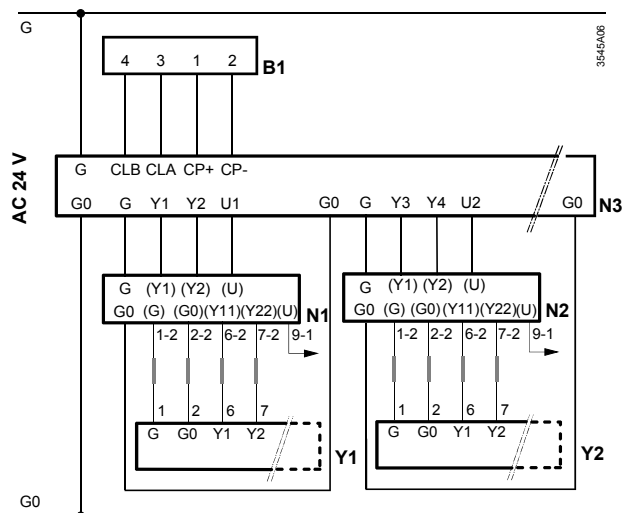 G
3545A06
4 3 1 2
B1
AC 24 V
G CLB CLA CP+ CP-
G0 G Y1 Y2 U1 G0 G Y3 Y4 U2 G0
N3
G (Y1) (Y2) (U)
G0 (G) (G0) (Y11) (Y22) (U)
N1
G (Y1) (Y2) (U)
G0 (G) (G0) (Y11) (Y22) (U)
N2
1-2 2-2 6-2 7-2 9-1
1-2 2-2 6-2 7-2 9-1
1 2 6 7
G G0 Y1 Y2
Y1
1 2 6 7
G G0 Y1 Y2
Y2
G0